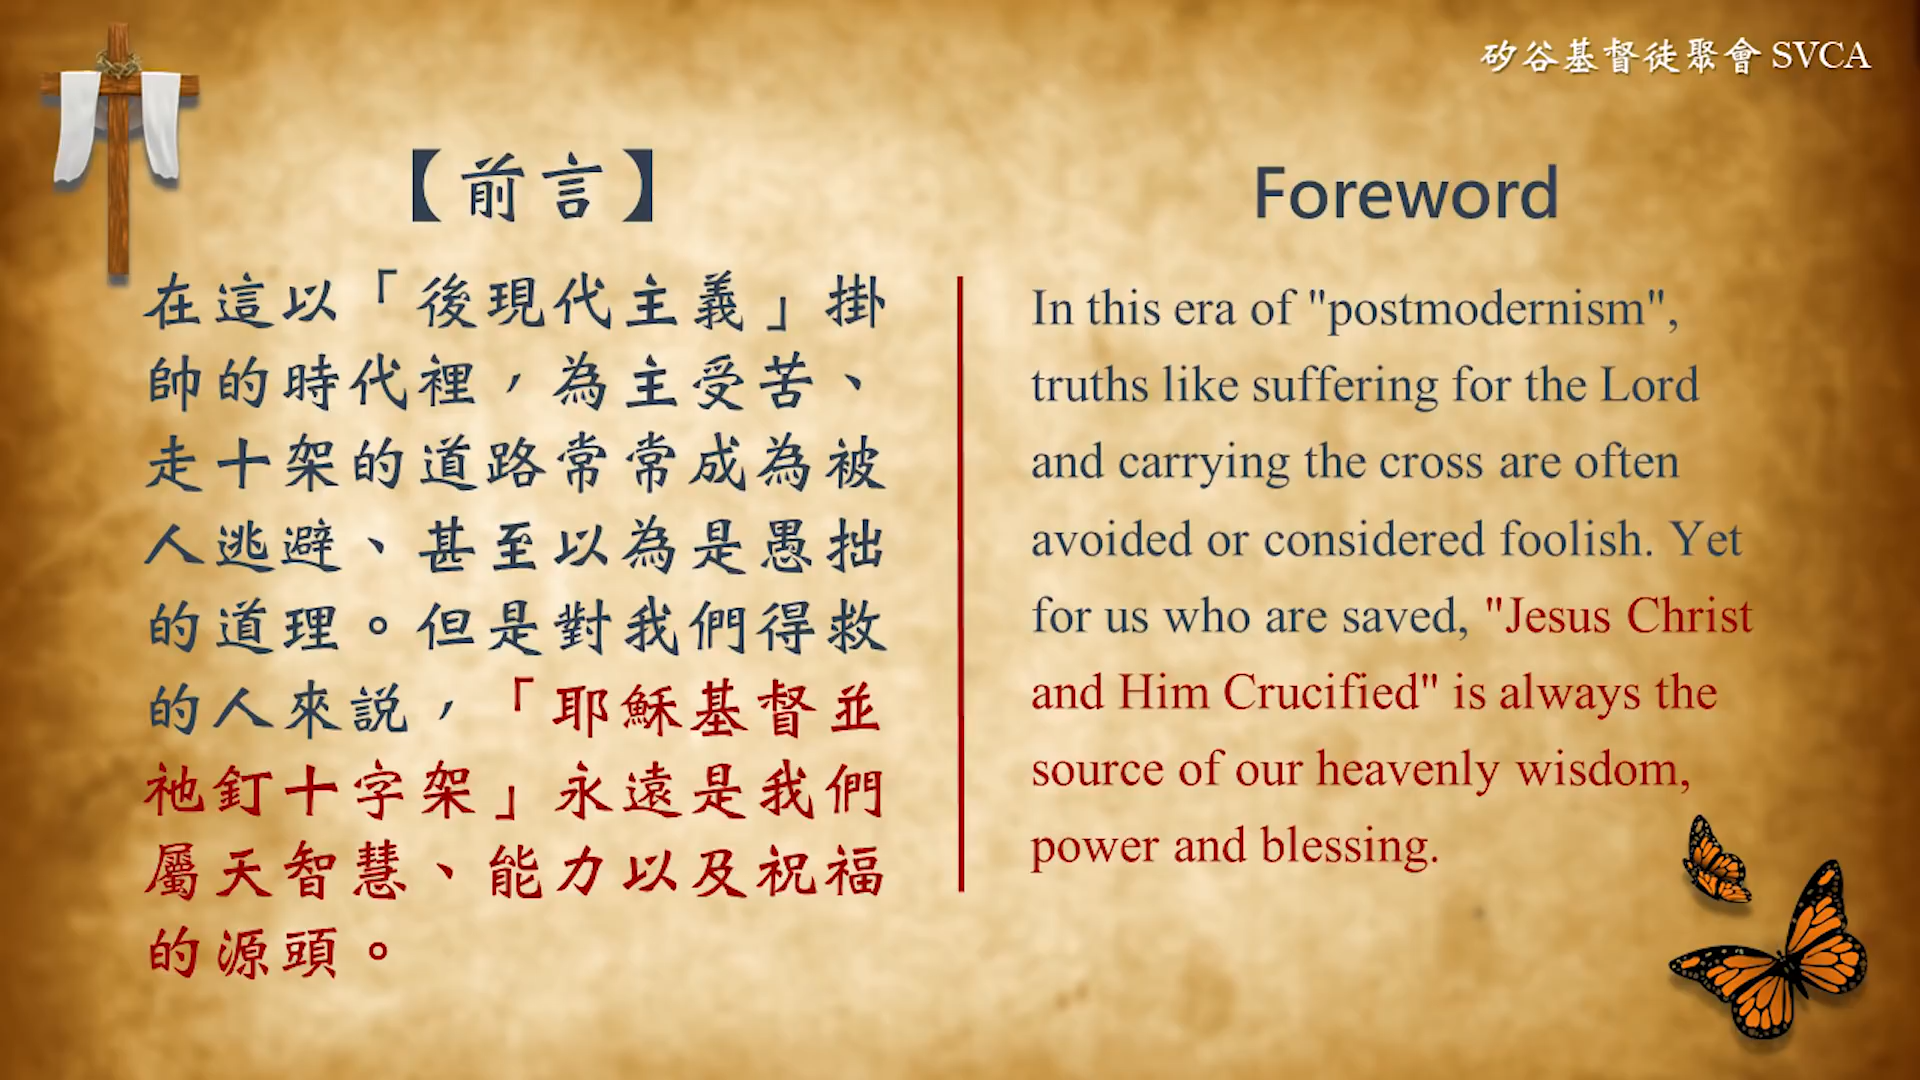 矽谷基督徒聚會 SVCA
【前言】
在這以「後現代主義」掛
帥的時代裡，為主受苦、
走十架的道路常常成為被
人逃避、甚至以為是愚拙
的道理。但是對我們得救
的人來説，「耶穌基督並
祂釘十字架」永遠是我們
屬天智慧、能力以及祝福
的源頭。
Foreword
In this era of "postmodernism",
truths like suffering for the Lord
and carrying the cross are often
avoided or considered foolish. Yet
for us who are saved, "Jesus Christ
and Him Crucified" is always the
source of our heavenly wisdom,
power and blessing.